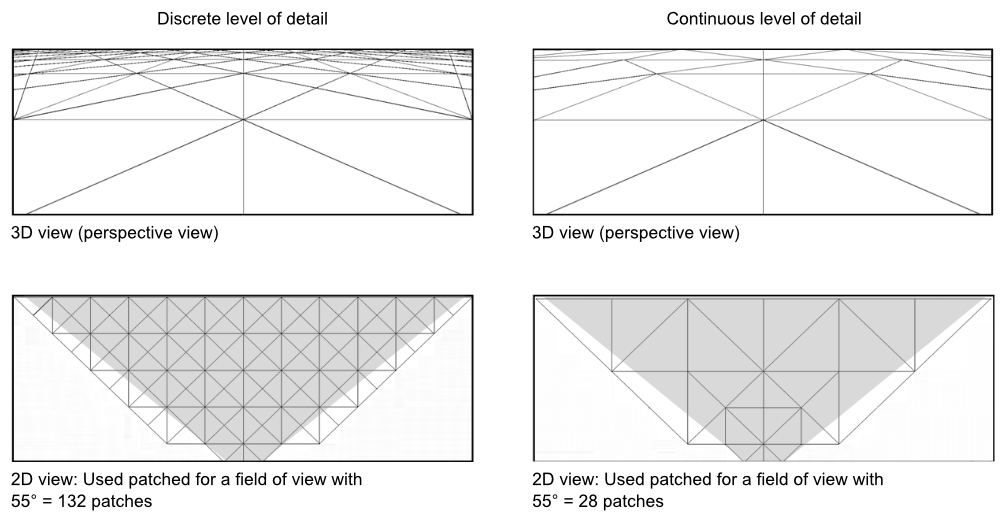 Discrete level of detail
Continuous level of detail
3D view (perspective view)
3D view (perspective view)
2D view: Used patched for a field of view with
55° = 132 patches
2D view: Used patched for a field of view with
55° = 28 patches